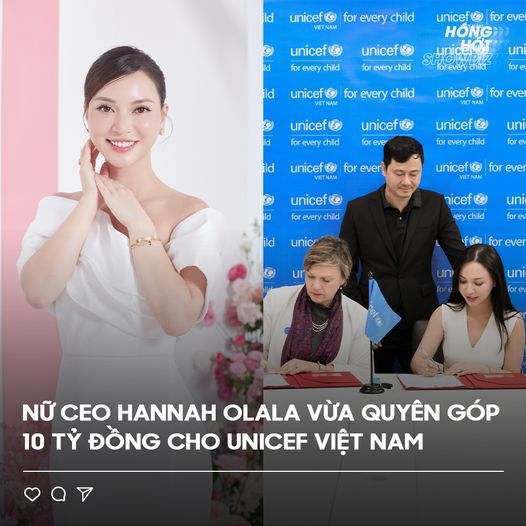 HÓNG
HỚT
SHOWBIZ
unicef for every child
VIỆT NAM
unicef
for every child
NỮ CEO HANNAH OLALA VỪA QUYÊN GÓP
10 TỶ ĐỒNG CHO UNICEF VIỆT NAM